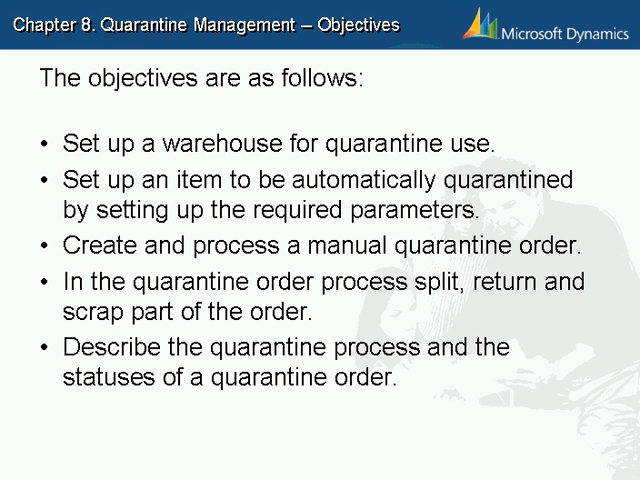 Chapter 8. Quarantine Management – Objectives
Microsoft Dynamics
The objectives are as follows:
• Set up a warehouse for quarantine use.
• Set up an item to be automatically quarantined
by setting up the required parameters.
• Create and process a manual quarantine order.
• In the quarantine order process split, return and
scrap part of the order.
• Describe the quarantine process and the
statuses of a quarantine order.